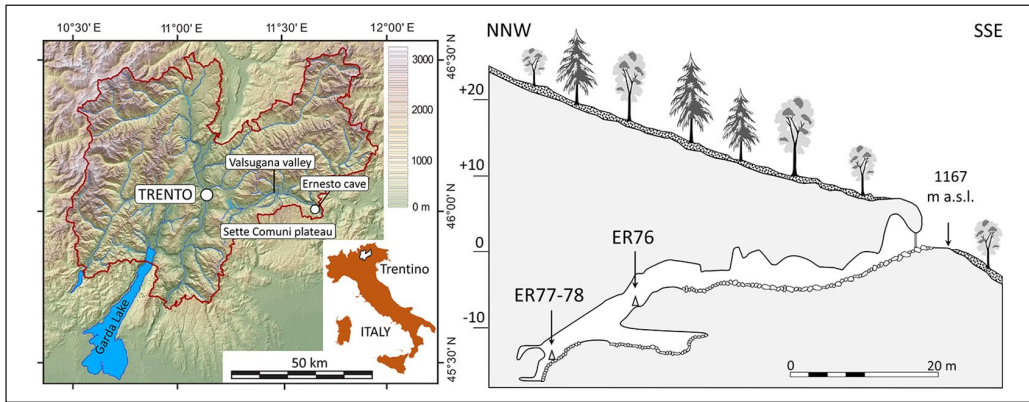 10°30' E
11°00' E
11°30' E
12°00' E
46°30' N
46°00' N
45°30' N
3000
2000
1000
0 m
Valsugana valley
TRENTO
Ernesto cave
Sette Comuni plateau
Garda Lake
Trentino
ITALY
50 km
NNW
SSE
+20
+10
0
-10
1167
m a.s.l.
ER76
ER77-78
0
20 m